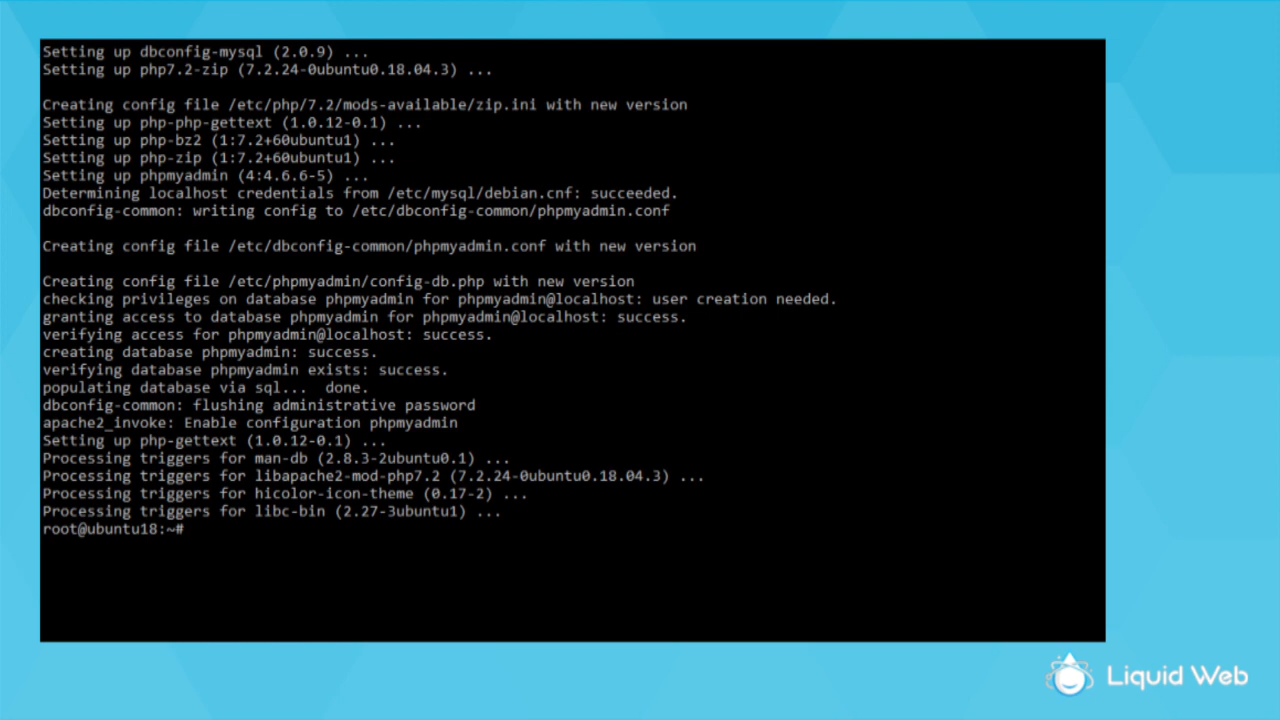 Setting up dbconfig-mysql (2.0.9) ...
Setting up php7.2-zip (7.2.24-0ubuntu0.18.04.3) ...
Creating config file /etc/php/7.2/mods-available/zip.ini with new version
Setting up php-php-gettext (1.0.12-0.1) ...
Setting up php-bz2 (1:7.2+60ubuntu1) ...
Setting up php-zip (1:7.2+60ubuntu1) ...
Setting up phpmyadmin (4:4.6.6-5) ...
Determining localhost credentials from /etc/mysql/debian.cnf: succeeded.
dbconfig-common: writing config to /etc/dbconfig-common/phpmyadmin.conf
Creating config file /etc/dbconfig-common/phpmyadmin.conf with new version
Creating config file /etc/phpmyadmin/config-db.php with new version
checking privileges on database phpmyadmin for phpmyadmin@localhost: user creation needed.
granting access to database phpmyadmin for phpmyadmin@localhost: success.
verifying access for phpmyadmin@localhost: success.
creating database phpmyadmin: success.
verifying database phpmyadmin exists: success.
populating database via sql...  done.
dbconfig-common: flushing administrative password
apache2_invoke: Enable configuration phpmyadmin
Setting up php-gettext (1.0.12-0.1) ...
Processing triggers for man-db (2.8.3-2ubuntu0.1) ...
Processing triggers for libapache2-mod-php7.2 (7.2.24-0ubuntu0.18.04.3) ...
Processing triggers for hicolor-icon-theme (0.17-2) ...
Processing triggers for libc-bin (2.27-3ubuntu1) ...
root@ubuntu18:~#
Liquid Web